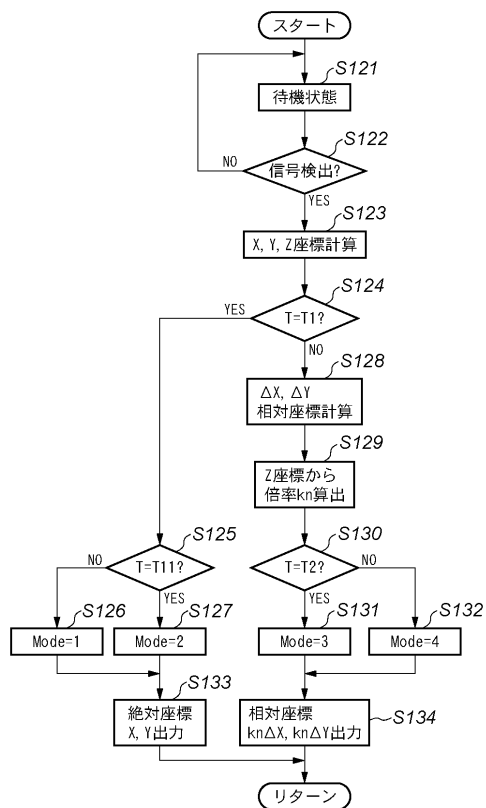 スタート
S121
待機状態
S122
信号検出?
NO
YES
S123
X, Y, Z座標計算
S124
T=T1?
YES
NO
S128
ΔX, ΔY
相対座標計算
S129
Z座標から
倍率kn算出
S125
T=T11?
NO
YES
S130
T=T2?
NO
YES
S126
Mode=1
S127
Mode=2
S131
Mode=3
S132
Mode=4
S133
絶対座標
X, Y出力
S134
相対座標
knΔX, knΔY出力
リターン